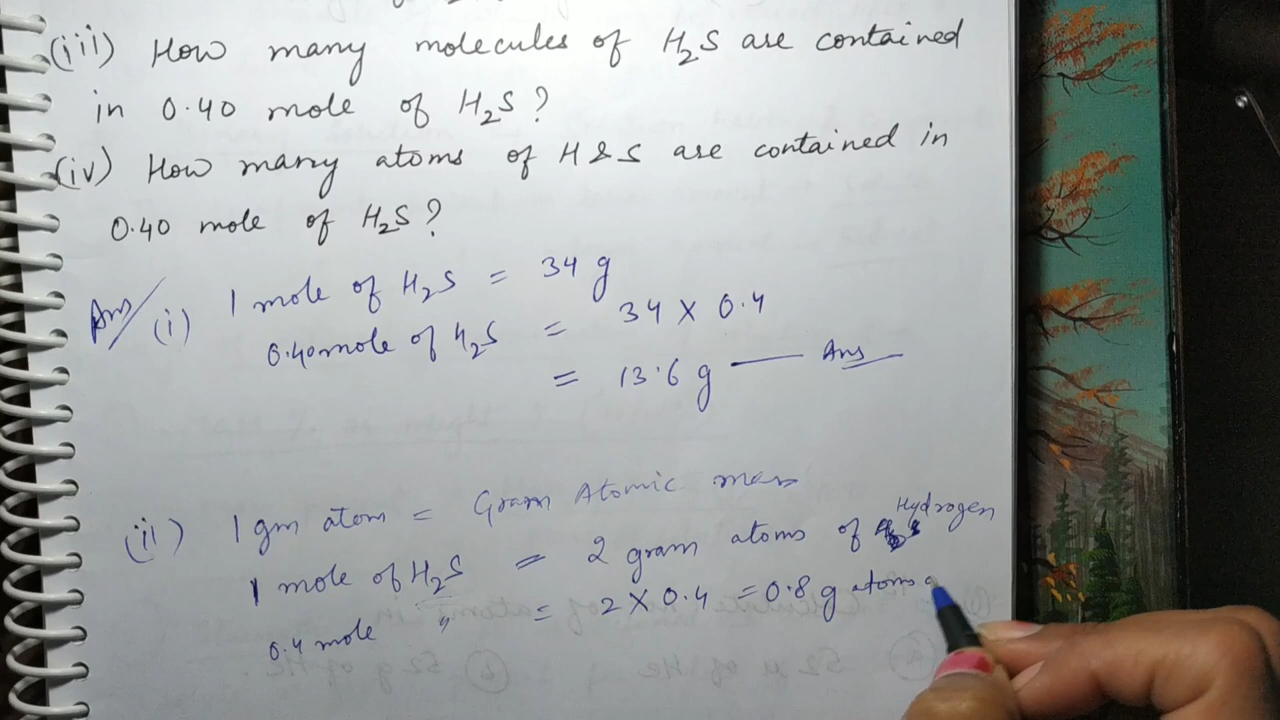 (iii) How many molecules of H₂S are contained
in 0.40 mole of H₂S?
(iv) How many atoms of H & S are contained in
0.40 mole of H₂S?
Ans/ (i) 1 mole of H₂S = 34 g
0.40mole of H₂S = 34 X 0.4
= 13.6 g — Ans
(ii) 1 gm atom = Gram Atomic mass
1 mole of H₂S = 2 gram atoms of Hydrogen
0.4 mole " = 2 X 0.4 = 0.8 g atoms